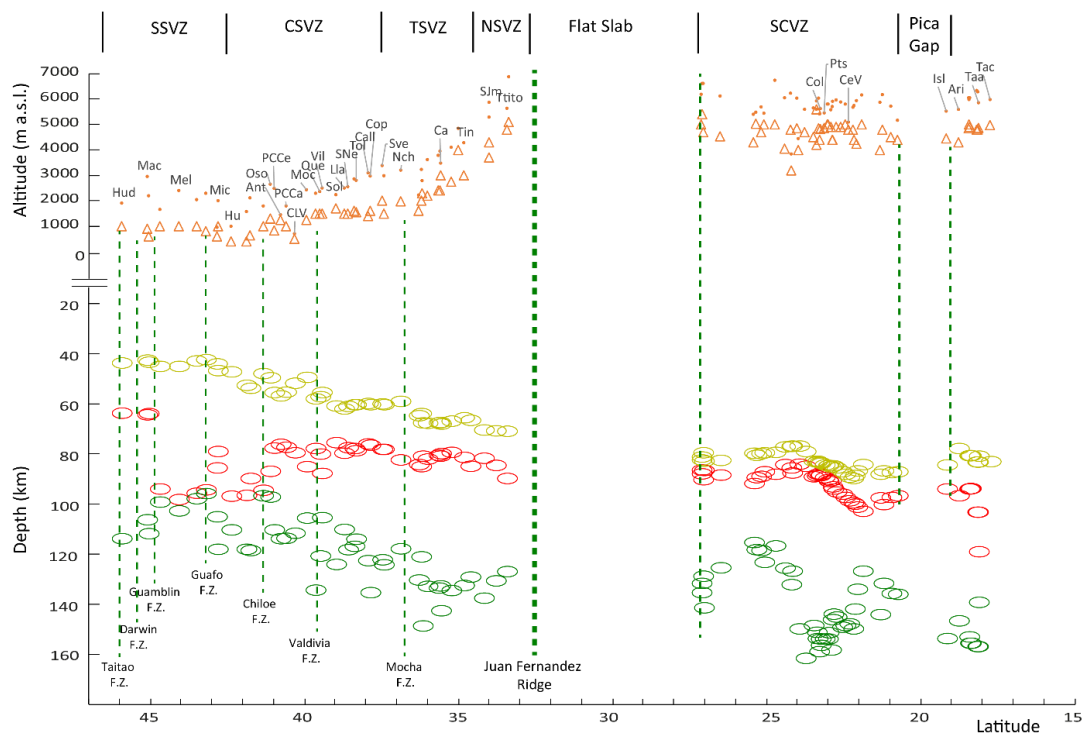 SSVZ CSVZ TSVZ NSVZ Flat Slab SCVZ Pica
Gap
Altitude (m a.s.l.)
7000
6000
5000
4000
3000
2000
1000
0
Hud
Mac
Mel
Mic
Hu
Oso
Ant
PCCe
PCCa
CLV
Moc
Que
Vil
Sol
Lla
SNe
Tol
Call
Cop
Sve
Nch
Ca
Tin
SJm
Ttito
Col
Pts
CeV
Isl
Ari
Taa
Tac
Depth (km)
20
40
60
80
100
120
140
160
Taitao
F.Z.
Darwin
F.Z.
Guamblin
F.Z.
Guafo
F.Z.
Chiloe
F.Z.
Valdivia
F.Z.
Mocha
F.Z.
Juan Fernandez
Ridge
180
45 40 35 30 25 20 15
Latitude